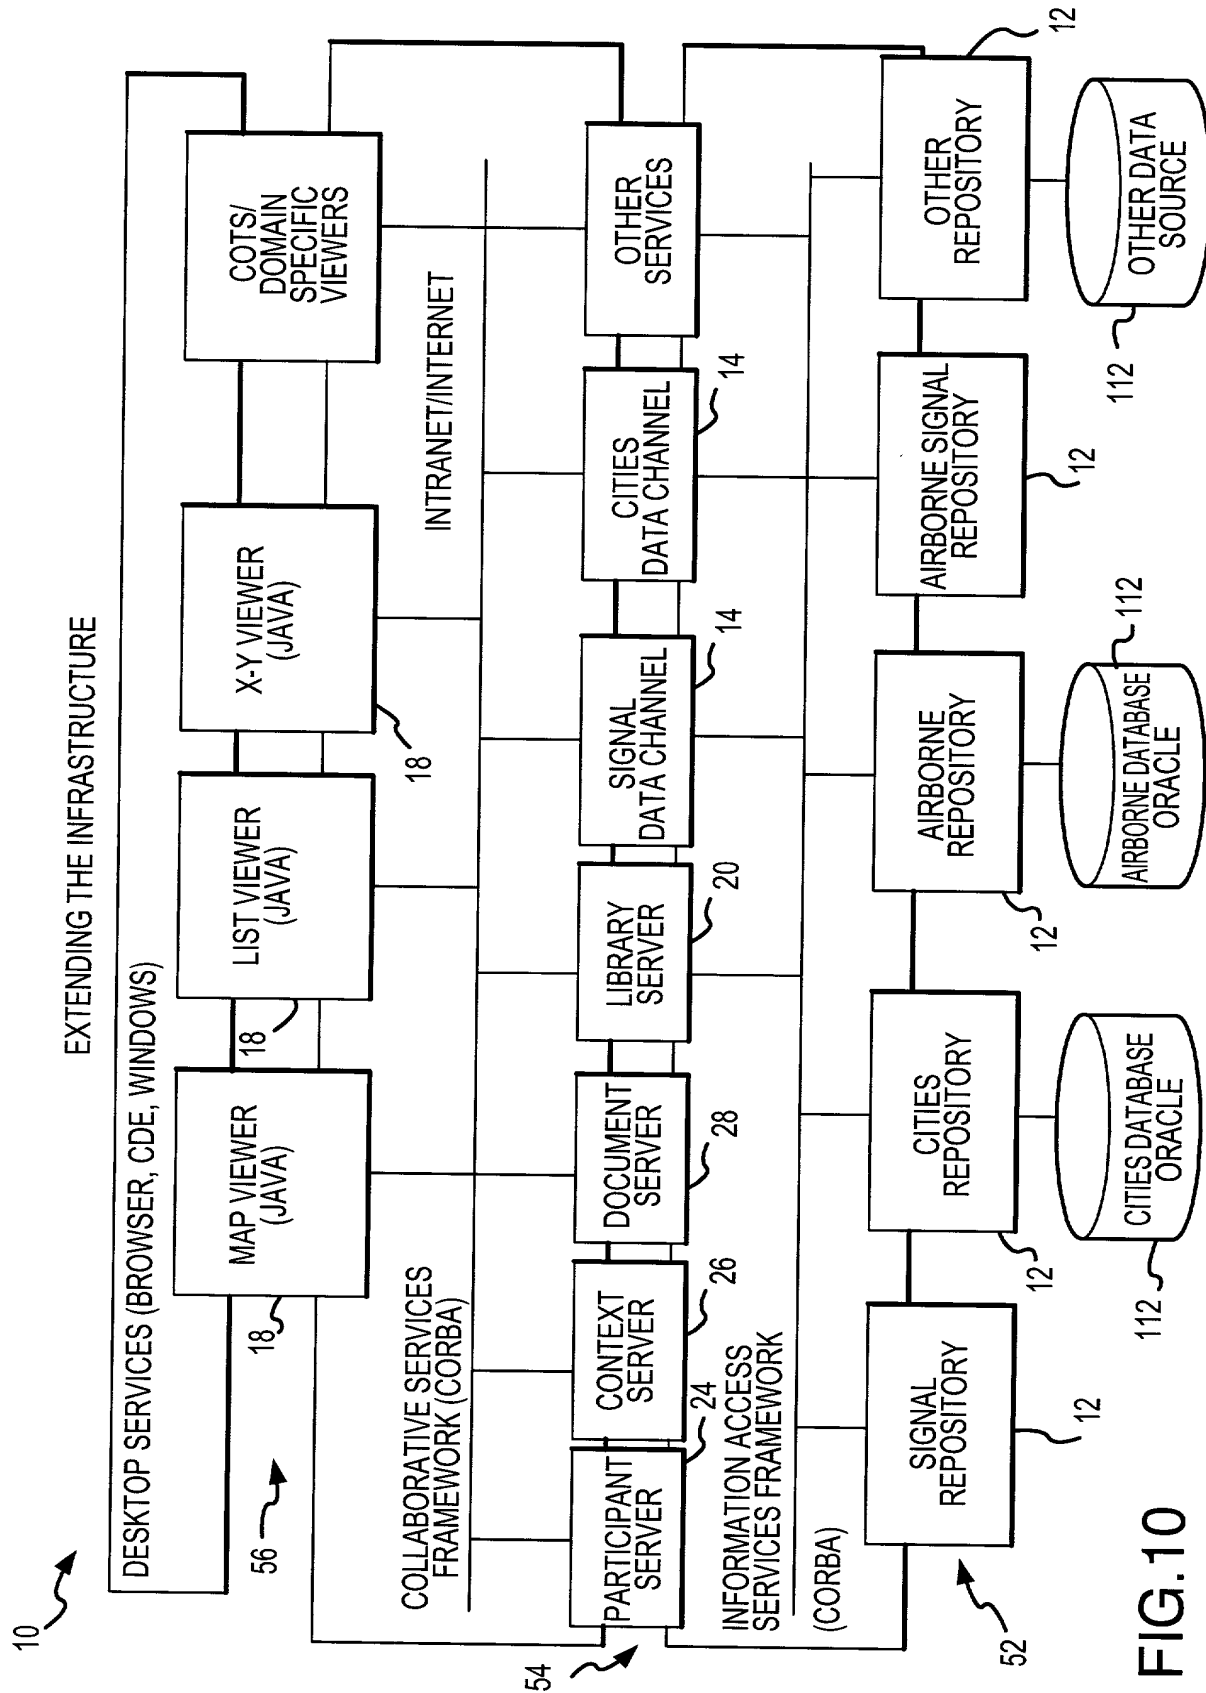 EXTENDING THE INFRASTRUCTURE
10
DESKTOP SERVICES (BROWSER, CDE, WINDOWS)
56
MAP VIEWER
(JAVA)
18
LIST VIEWER
(JAVA)
18
X-Y VIEWER
(JAVA)
18
COTS/
DOMAIN
SPECIFIC
VIEWERS
COLLABORATIVE SERVICES
FRAMEWORK (CORBA)
INTRANET/INTERNET
54
PARTICIPANT
SERVER
24
CONTEXT
SERVER
26
DOCUMENT
SERVER
28
LIBRARY
SERVER
20
SIGNAL
DATA CHANNEL
14
CITIES
DATA CHANNEL
14
OTHER
SERVICES
INFORMATION ACCESS
SERVICES FRAMEWORK
(CORBA)
52
SIGNAL
REPOSITORY
12
CITIES
REPOSITORY
12
AIRBORNE
REPOSITORY
12
AIRBORNE SIGNAL
REPOSITORY
12
OTHER
REPOSITORY
12
CITIES DATABASE
ORACLE
112
AIRBORNE DATABASE
ORACLE
112
OTHER DATA
SOURCE
112
FIG.10